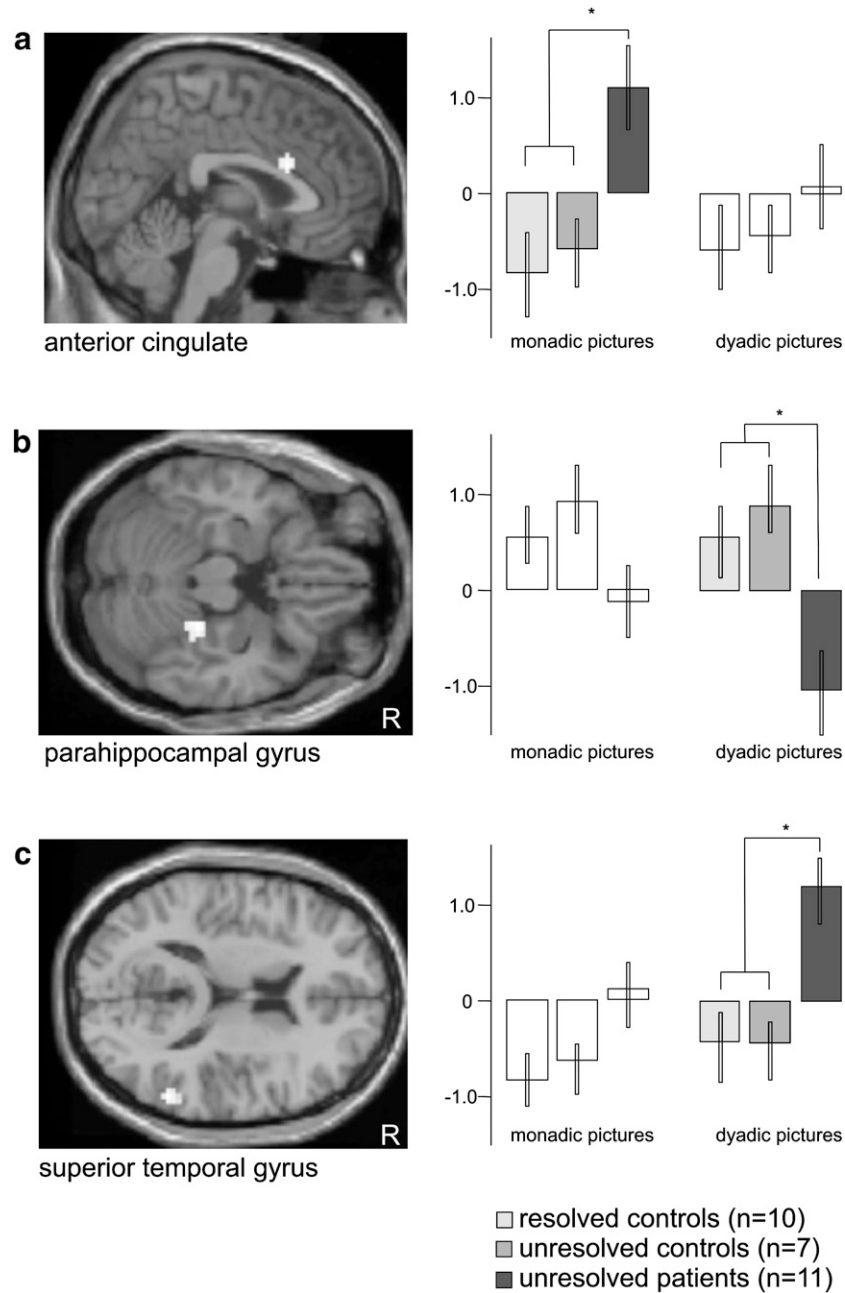 a
*
1.0
0
-1.0
anterior cingulate
monadic pictures
dyadic pictures
b
*
1.0
0
-1.0
R
parahippocampal gyrus
monadic pictures
dyadic pictures
c
*
1.0
0
-1.0
R
superior temporal gyrus
monadic pictures
dyadic pictures
resolved controls (n=10)
unresolved controls (n=7)
unresolved patients (n=11)